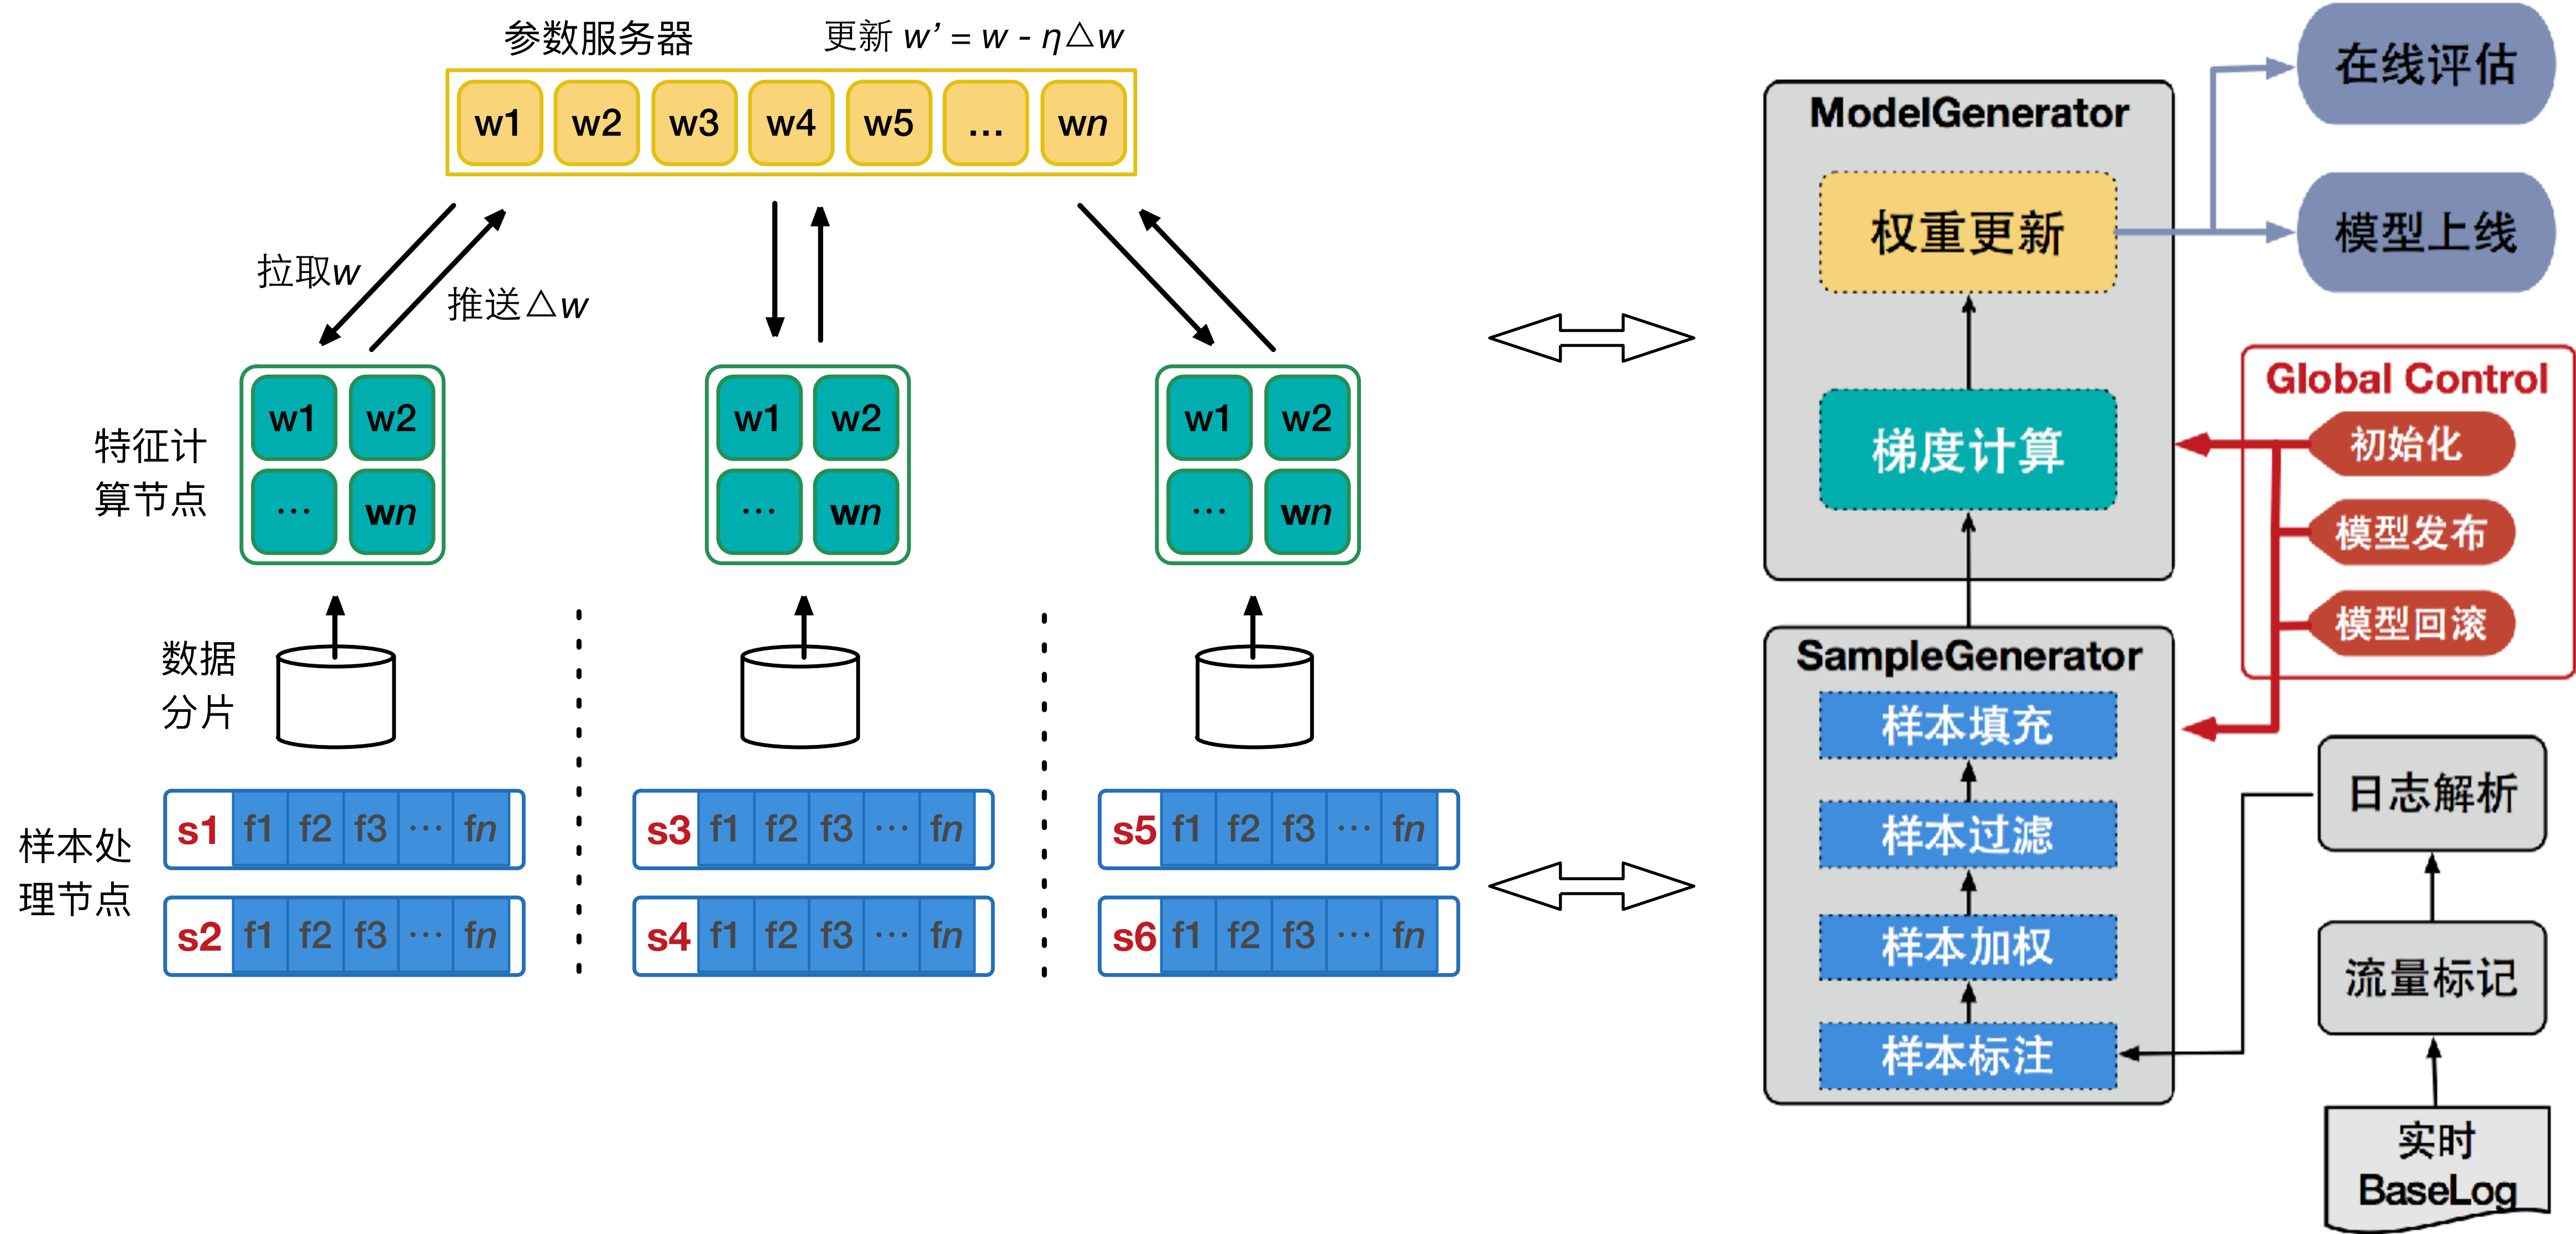 参数服务器
更新 w’ = w - η△w
w1 w2 w3 w4 w5 ... wn
拉取w
推送△w
特征计
算节点
w1 w2
... wn
w1 w2
... wn
w1 w2
... wn
数据
分片
样本处
理节点
s1 f1 f2 f3 ... fn
s2 f1 f2 f3 ... fn
s3 f1 f2 f3 ... fn
s4 f1 f2 f3 ... fn
s5 f1 f2 f3 ... fn
s6 f1 f2 f3 ... fn
ModelGenerator
权重更新
梯度计算
在线评估
模型上线
Global Control
初始化
模型发布
模型回滚
SampleGenerator
样本填充
样本过滤
样本加权
样本标注
日志解析
流量标记
实时
BaseLog